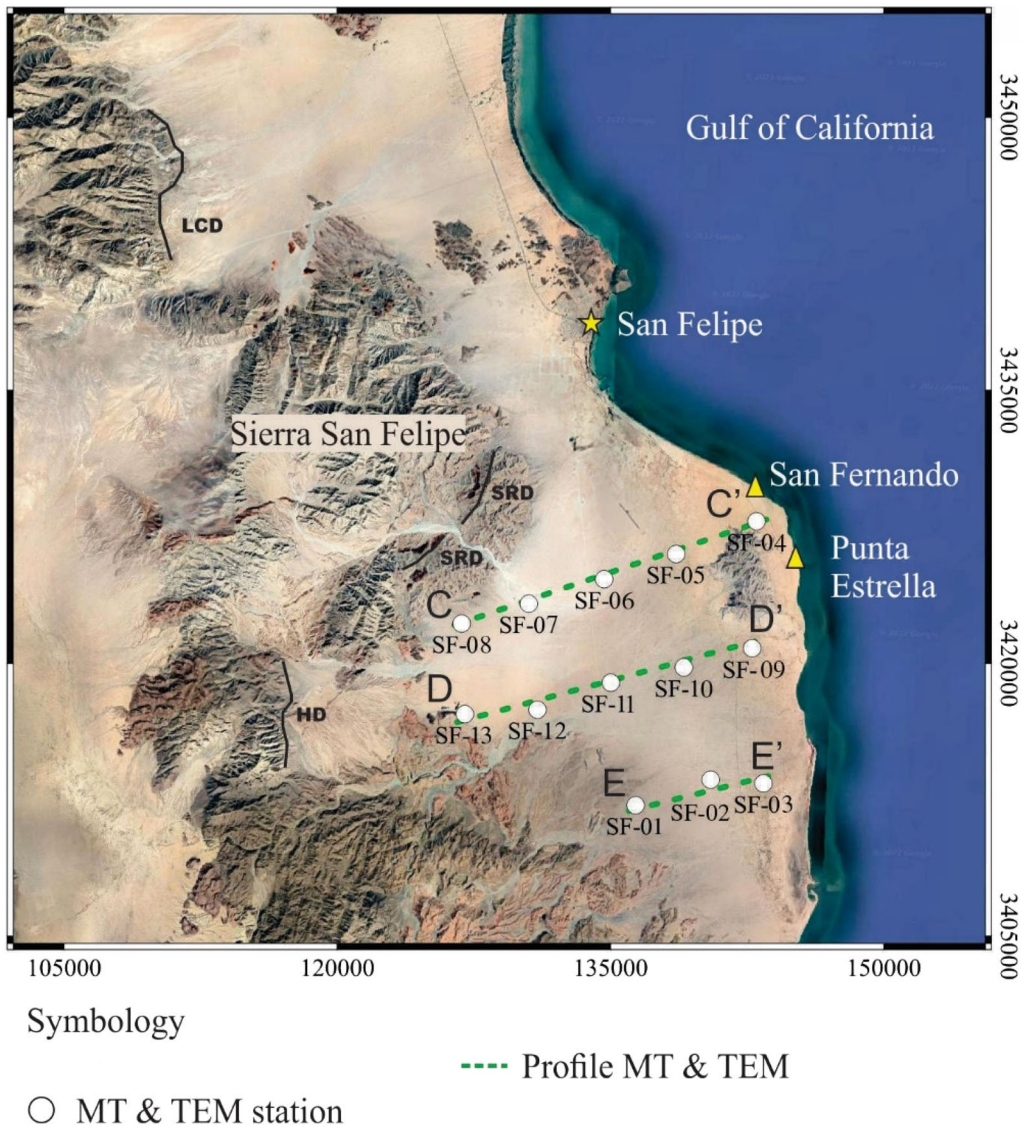 Gulf of California
3450000
LCD
San Felipe
3435000
Sierra San Felipe
SRD
San Fernando
C’
SF-04
SRD
Punta
Estrella
SF-05
SF-06
C
SF-07
SF-08
D’
3420000
SF-09
SF-10
D
SF-11
HD
SF-12
SF-13
E’
E
SF-03
SF-02
SF-01
3405000
105000 120000 135000 150000
Symbology
Profile MT & TEM
MT & TEM station